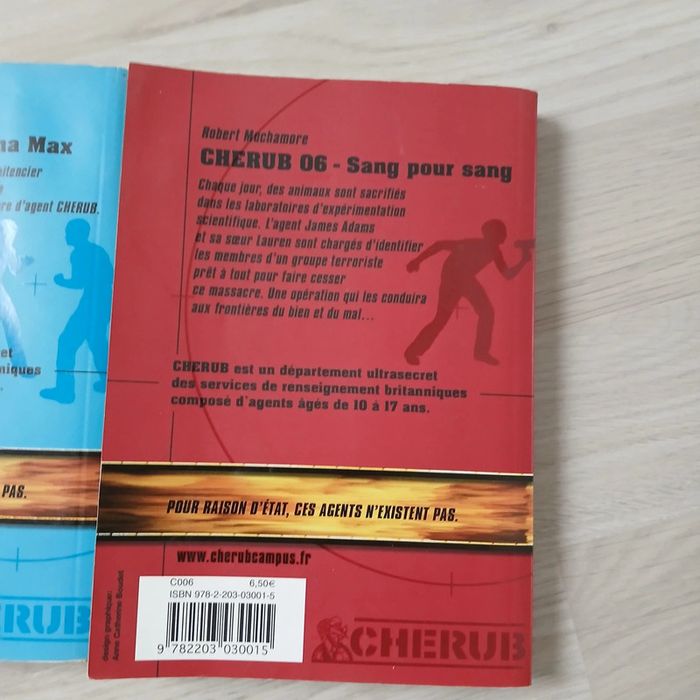 na Max
itencier
re d'agent CHERUB.
et
niques
PAS.
CHERUB
Robert Muchamore
CHERUB 06 - Sang pour sang
Chaque jour, des animaux sont sacrifiés
dans les laboratoires d'expérimentation
scientifique. L'agent James Adams
et sa sœur Lauren sont chargés d'identifier
les membres d'un groupe terroriste
prêt à tout pour faire cesser
ce massacre. Une opération qui les conduira
aux frontières du bien et du mal…
CHERUB est un département ultrasecret
des services de renseignement britanniques
composé d'agents âgés de 10 à 17 ans.
POUR RAISON D'ÉTAT, CES AGENTS N'EXISTENT PAS.
www.cherubcampus.fr
C006 6,50€
ISBN 978-2-203-03001-5
9 782203 030015
design graphique:
Anne Catherine Boudet
CHERUB